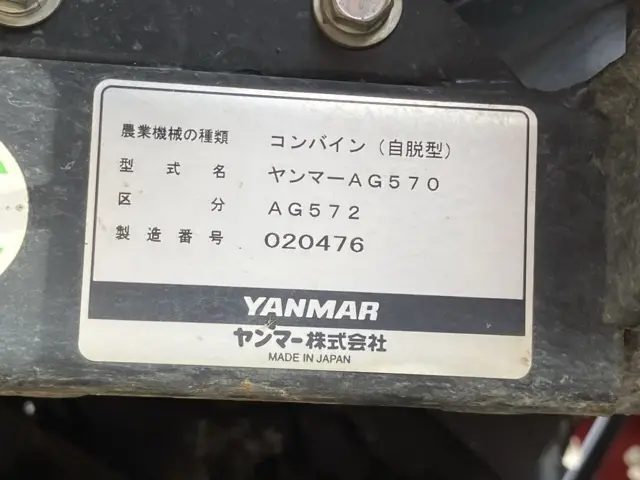 農業機械の種類 コンバイン（自脱型）
型式名 ヤンマーAG570
区分 AG572
製造番号 020476
YANMAR
ヤンマー株式会社
MADE IN JAPAN